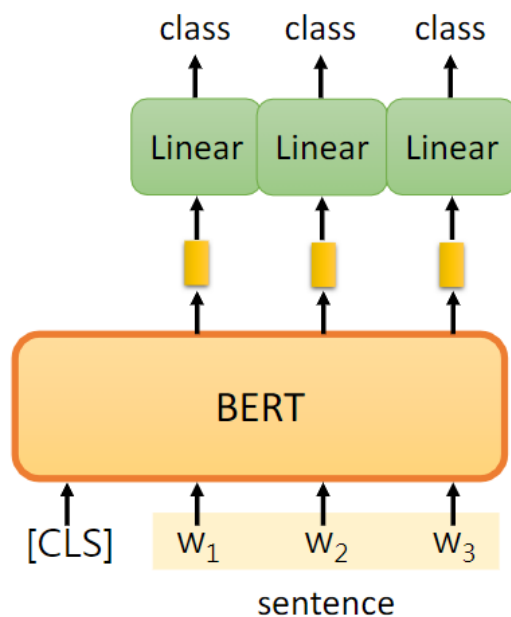 class class class
Linear Linear Linear
BERT
[CLS] w₁ w₂ w₃
sentence